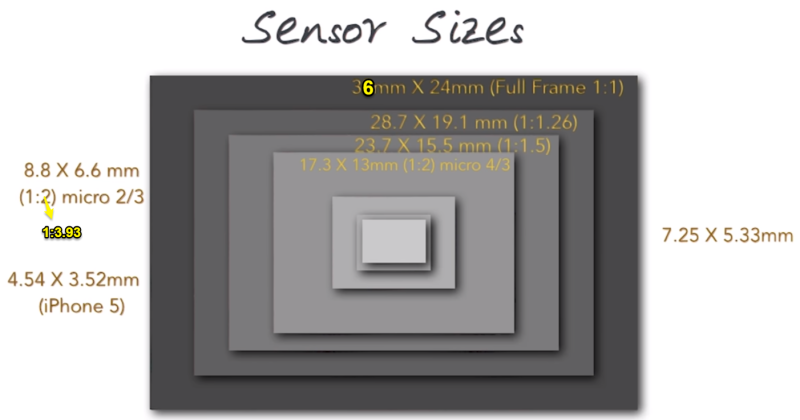 Sensor Sizes
36mm X 24mm (Full Frame 1:1)
28.7 X 19.1 mm (1:1.26)
23.7 X 15.5 mm (1:1.5)
17.3 X 13mm (1:2) micro 4/3
8.8 X 6.6 mm
(1:2) micro 2/3
1:3.93
7.25 X 5.33mm
4.54 X 3.52mm
(iPhone 5)